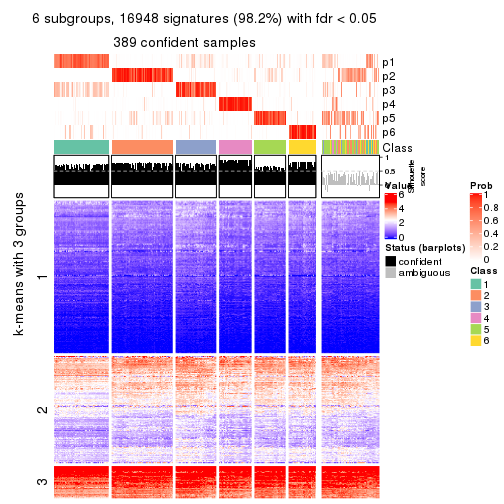 6 subgroups, 16948 signatures (98.2%) with fdr < 0.05
389 confident samples
p1
p2
p3
p4
p5
p6
Class
1
0.5
0
Silhouette
score
k-means with 3 groups
1
2
3
Value
6
4
2
0
Status (barplots)
confident
ambiguous
Prob
1
0.8
0.6
0.4
0.2
0
Class
1
2
3
4
5
6